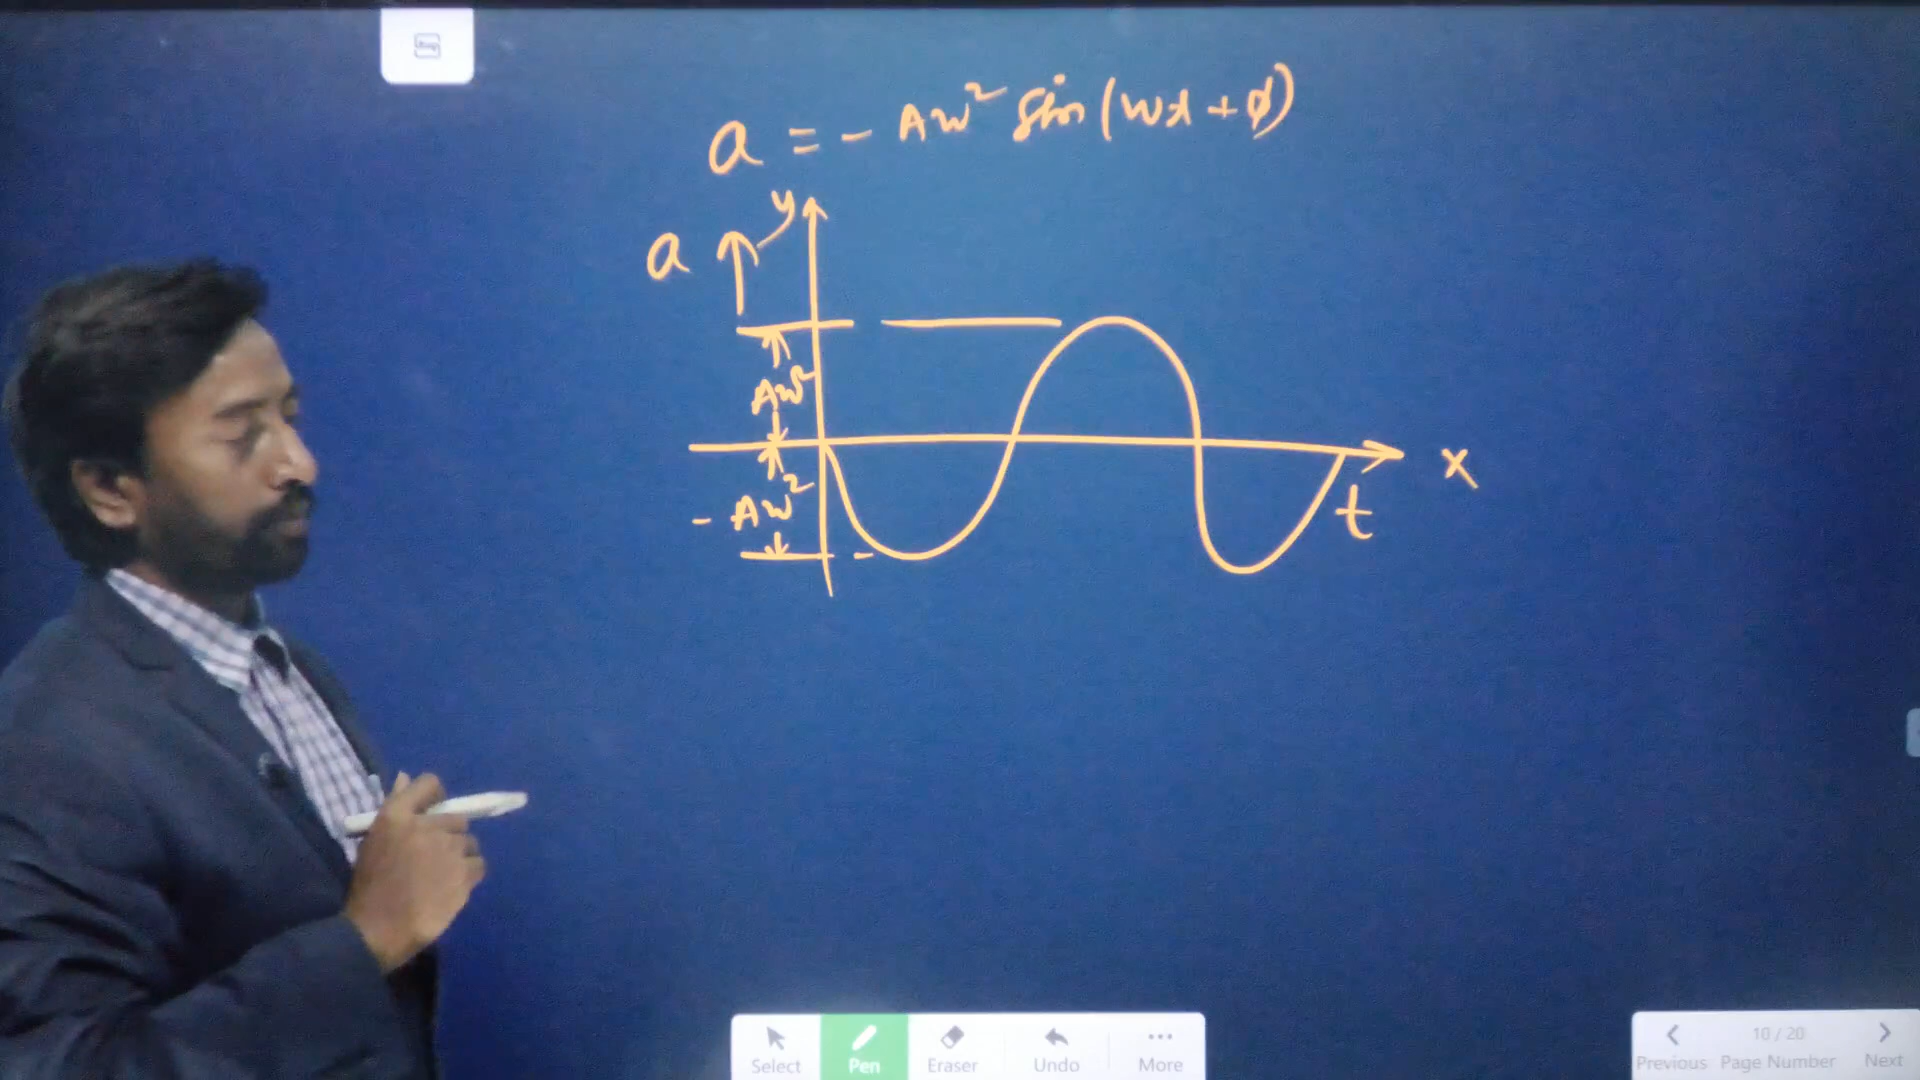 a = - Aw² sin(wt + φ)
y
a
Aw²
x
- Aw²
t
Select Pen Eraser Undo More
10 / 20
Previous Page Number Next